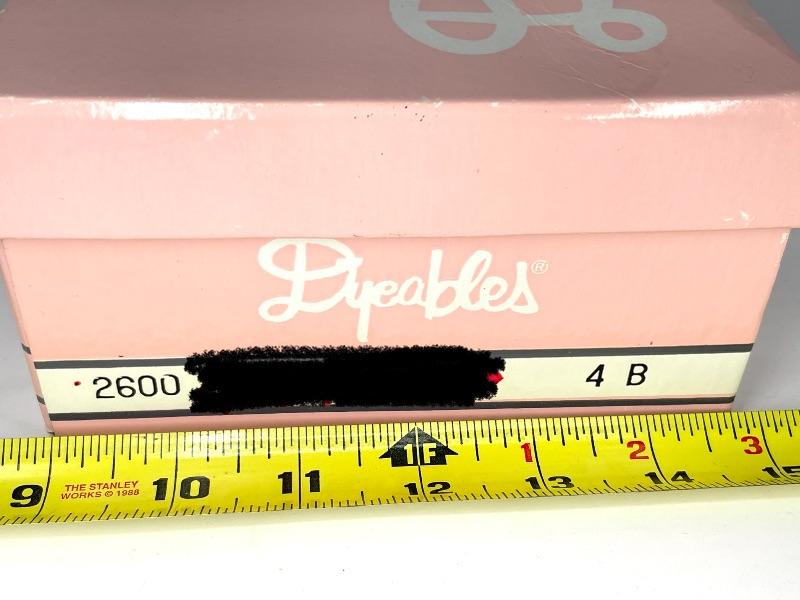 Dyeables®
2600 4 B
1F 1 2 3
9 THE STANLEY 10 11 12 13 14 15
WORKS © 1988